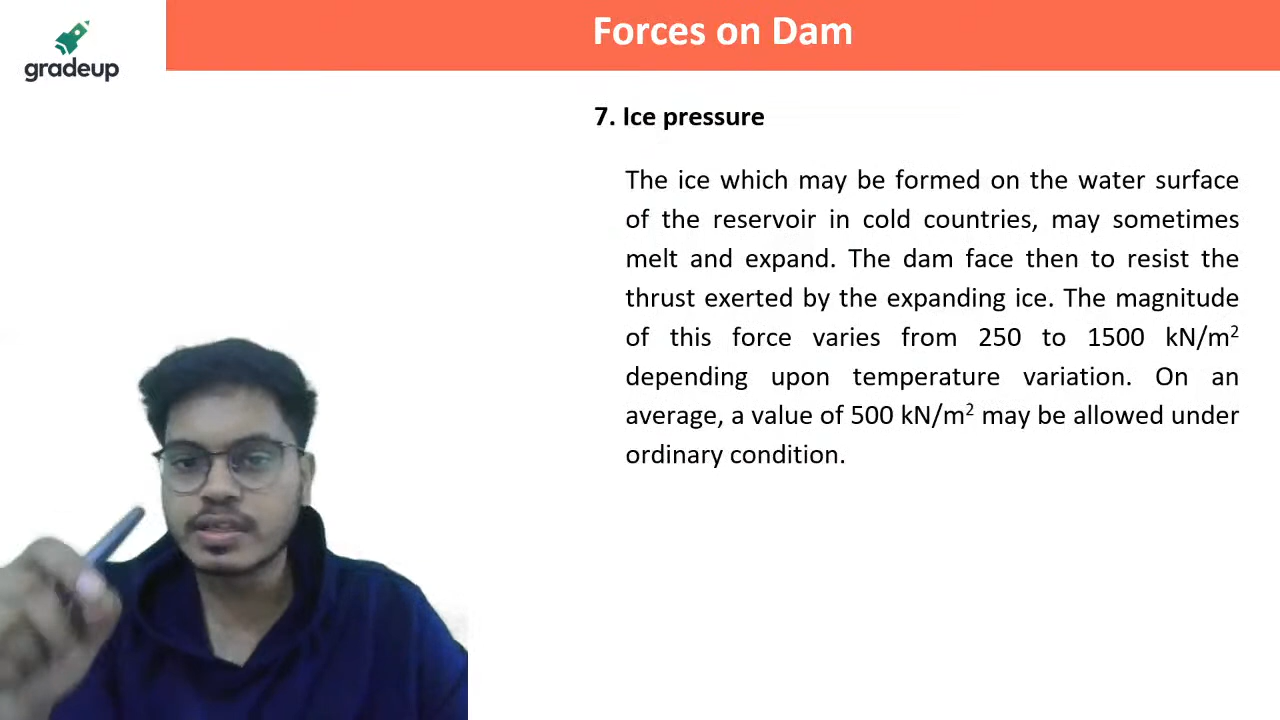 Forces on Dam
gradeup
7. Ice pressure
The ice which may be formed on the water surface
of the reservoir in cold countries, may sometimes
melt and expand. The dam face then to resist the
thrust exerted by the expanding ice. The magnitude
of this force varies from 250 to 1500 kN/m²
depending upon temperature variation. On an
average, a value of 500 kN/m² may be allowed under
ordinary condition.